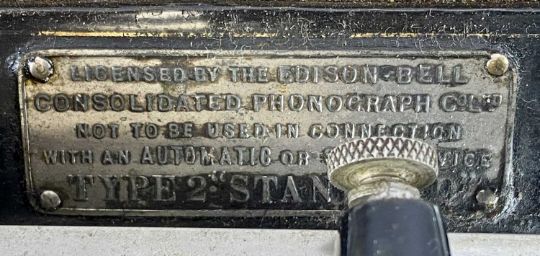 LICENSED BY THE EDISON-BELL
CONSOLIDATED PHONOGRAPH Co Ltd
NOT TO BE USED IN CONNECTION
WITH AN AUTOMATIC OR
TYPE 2